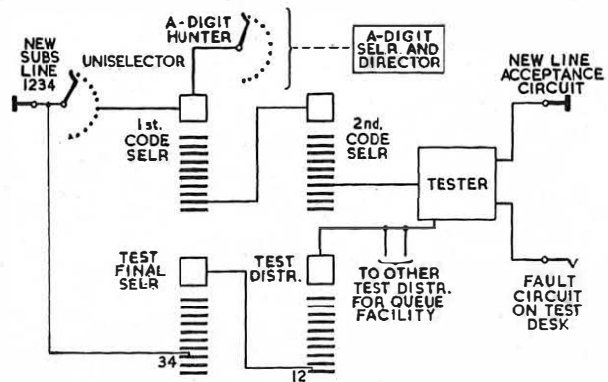 NEW
SUBS
LINE
1234
UNISELECTOR
A-DIGIT
HUNTER
A-DIGIT
SELR. AND
DIRECTOR
NEW LINE
ACCEPTANCE
CIRCUIT
1st.
CODE
SELR
2nd.
CODE
SELR
TESTER
TEST
FINAL
SELR
TEST
DISTR.
TO OTHER
TEST DISTR.
FOR QUEUE
FACILITY
FAULT
CIRCUIT
ON TEST
DESK
34
12